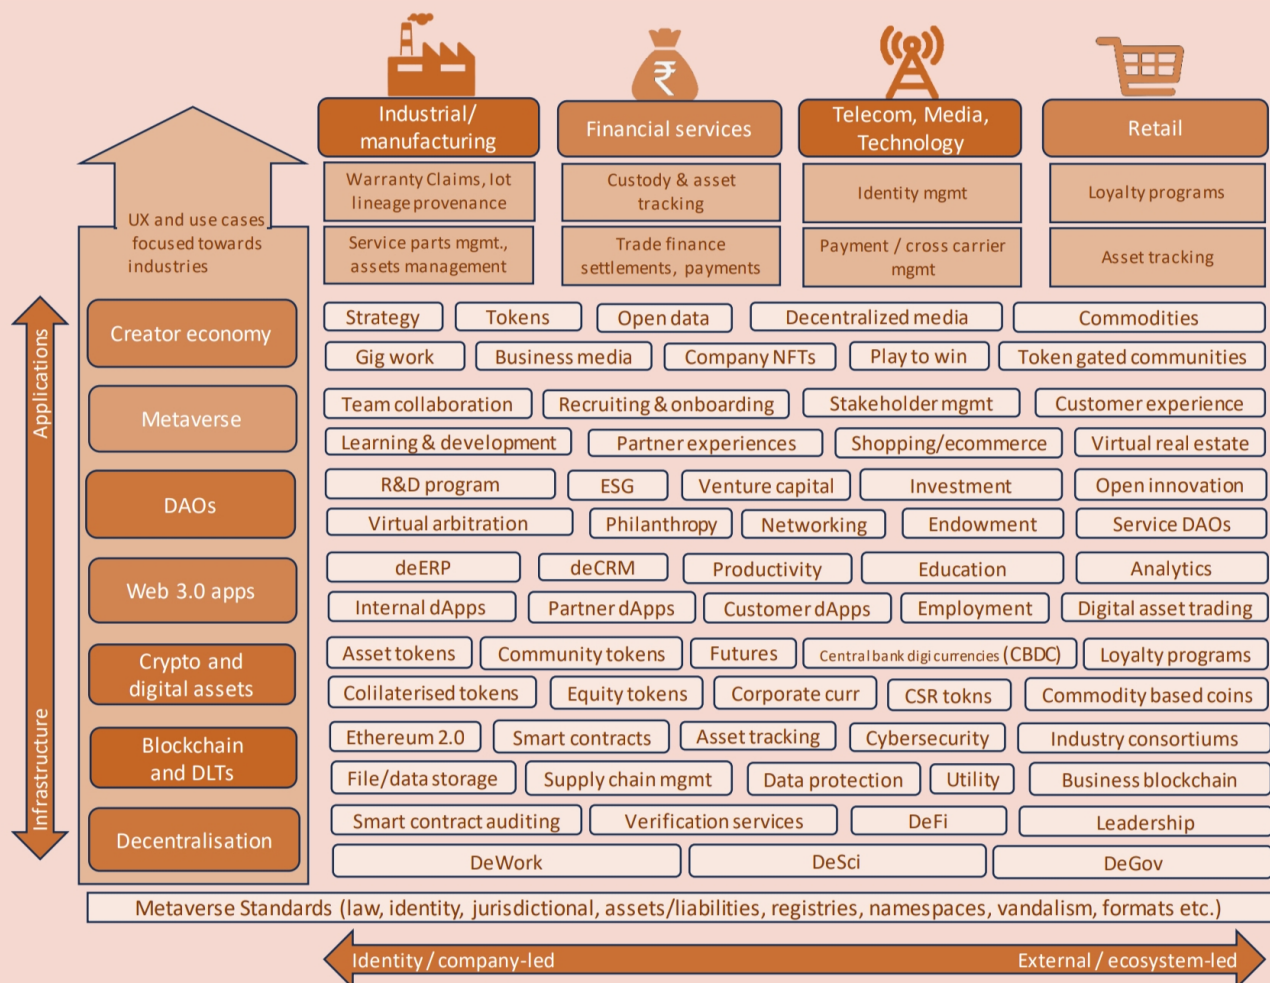 ₹
Industrial/
manufacturing
Financial services
Telecom, Media,
Technology
Retail
Warranty Claims, Iot
lineage provenance
Custody & asset
tracking
Identity mgmt
Loyalty programs
UX and use cases
focused towards
industries
Service parts mgmt.,
assets management
Trade finance
settlements, payments
Payment / cross carrier
mgmt
Asset tracking
Applications
Infrastructure
Creator economy
Strategy
Tokens
Open data
Decentralized media
Commodities
Gig work
Business media
Company NFTs
Play to win
Token gated communities
Metaverse
Team collaboration
Recruiting & onboarding
Stakeholder mgmt
Customer experience
Learning & development
Partner experiences
Shopping/ecommerce
Virtual real estate
DAOs
R&D program
ESG
Venture capital
Investment
Open innovation
Virtual arbitration
Philanthropy
Networking
Endowment
Service DAOs
Web 3.0 apps
deERP
deCRM
Productivity
Education
Analytics
Internal dApps
Partner dApps
Customer dApps
Employment
Digital asset trading
Crypto and
digital assets
Asset tokens
Community tokens
Futures
Central bank digi currencies (CBDC)
Loyalty programs
Colilaterised tokens
Equity tokens
Corporate curr
CSR tokns
Commodity based coins
Blockchain
and DLTs
Ethereum 2.0
Smart contracts
Asset tracking
Cybersecurity
Industry consortiums
File/data storage
Supply chain mgmt
Data protection
Utility
Business blockchain
Decentralisation
Smart contract auditing
Verification services
DeFi
Leadership
DeWork
DeSci
DeGov
Metaverse Standards (law, identity, jurisdictional, assets/liabilities, registries, namespaces, vandalism, formats etc.)
Identity / company-led
External / ecosystem-led